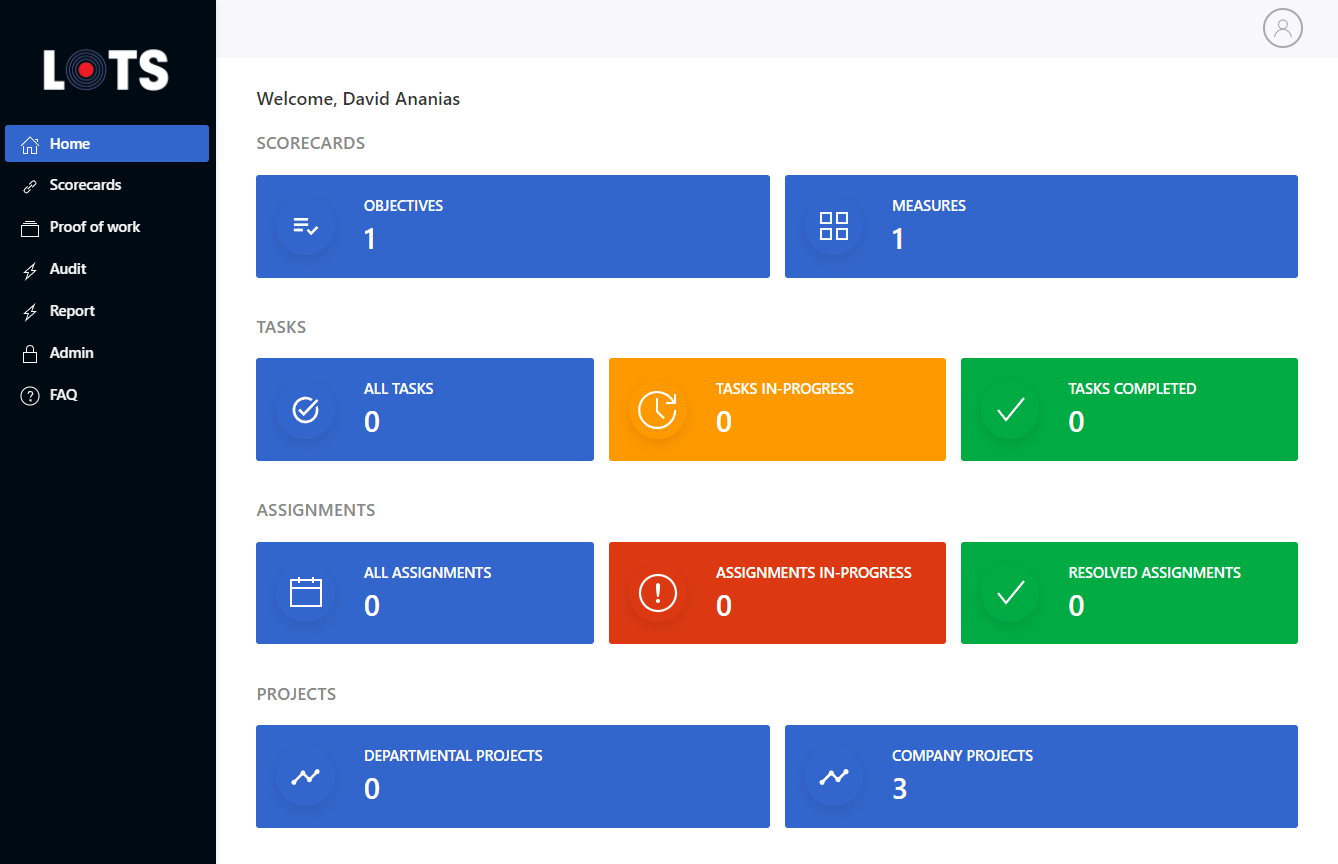 LOTS
Home
Scorecards
Proof of work
Audit
Report
Admin
FAQ
Welcome, David Ananias
SCORECARDS
OBJECTIVES
1
MEASURES
1
TASKS
ALL TASKS
0
TASKS IN-PROGRESS
0
TASKS COMPLETED
0
ASSIGNMENTS
ALL ASSIGNMENTS
0
ASSIGNMENTS IN-PROGRESS
0
RESOLVED ASSIGNMENTS
0
PROJECTS
DEPARTMENTAL PROJECTS
0
COMPANY PROJECTS
3